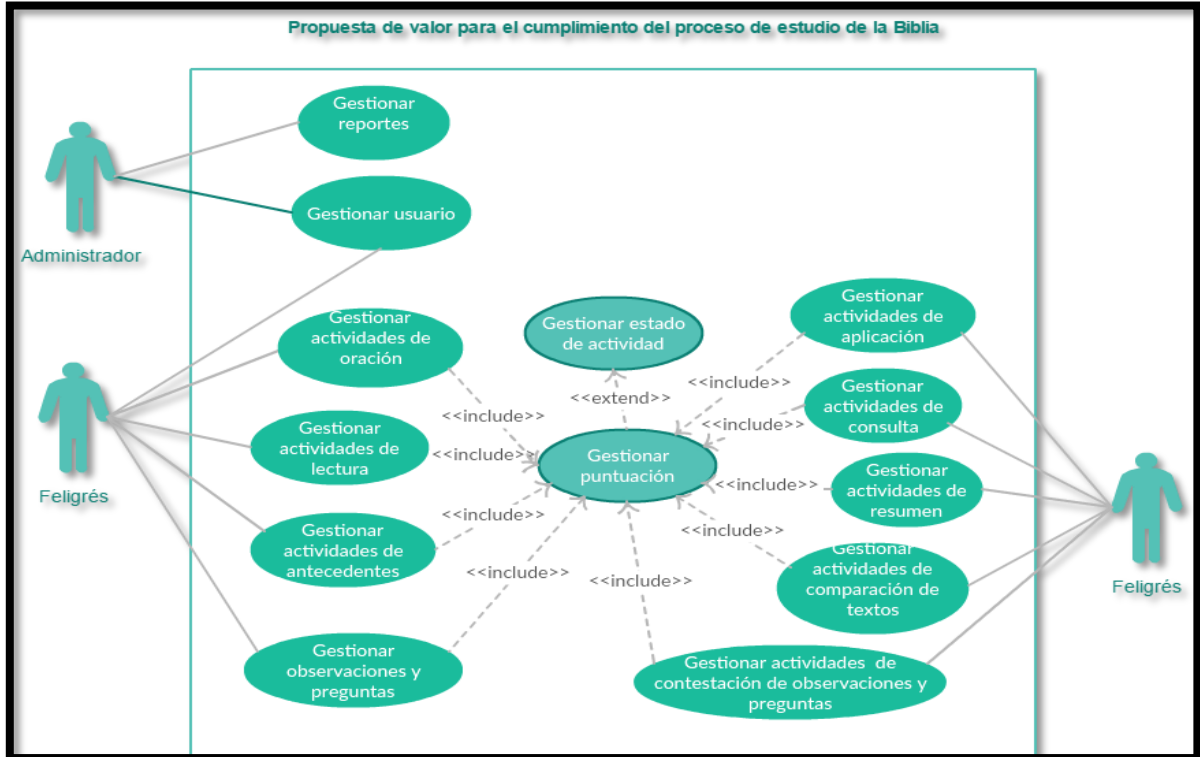 Propuesta de valor para el cumplimiento del proceso de estudio de la Biblia
Gestionar
reportes
Gestionar usuario
Administrador
Gestionar
actividades de
oración
Gestionar estado
de actividad
Gestionar
actividades de
aplicación
<<include>>
<<extend>>
<<include>>
Gestionar
actividades de
consulta
<<include>>
Gestionar
actividades de
lectura
<<include>>
Gestionar
puntuación
Feligrés
<<include>>
Gestionar
actividades de
resumen
Gestionar
actividades de
antecedentes
<<include>>
<<include>>
Gestionar
actividades de
comparación de
textos
<<include>>
<<include>>
Feligrés
Gestionar
observaciones y
preguntas
Gestionar actividades de
contestación de observaciones y
preguntas